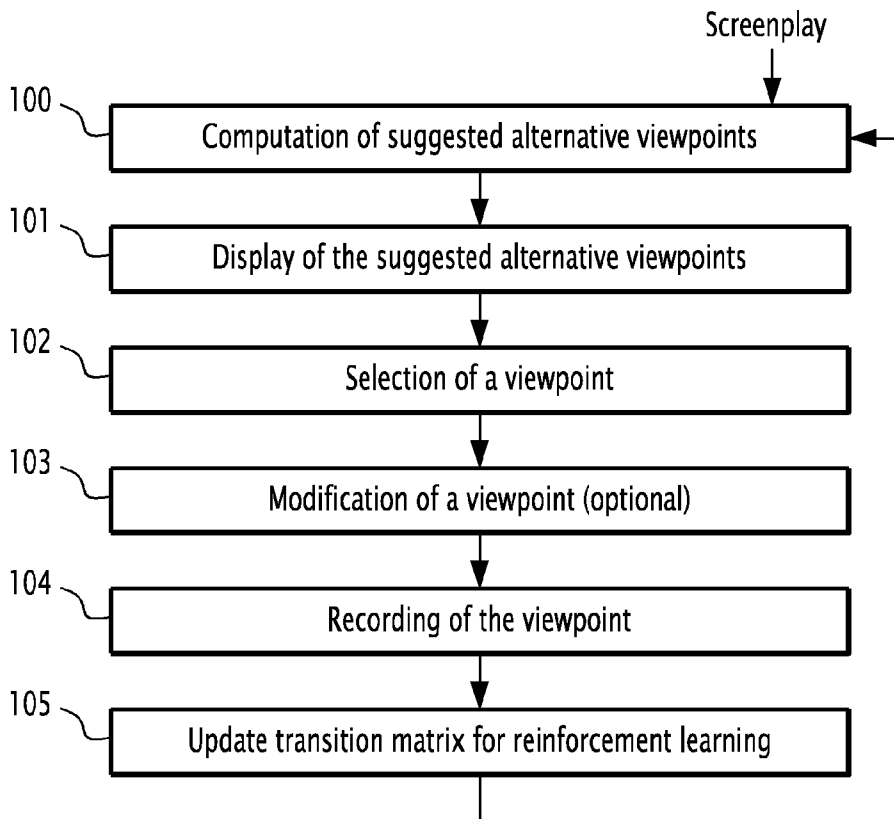 Screenplay
100
Computation of suggested alternative viewpoints
101
Display of the suggested alternative viewpoints
102
Selection of a viewpoint
103
Modification of a viewpoint (optional)
104
Recording of the viewpoint
105
Update transition matrix for reinforcement learning